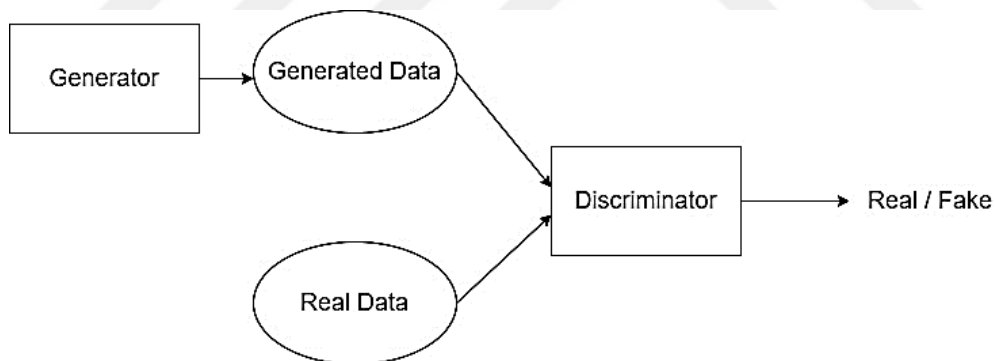 Generator
Generated Data
Discriminator
Real / Fake
Real Data